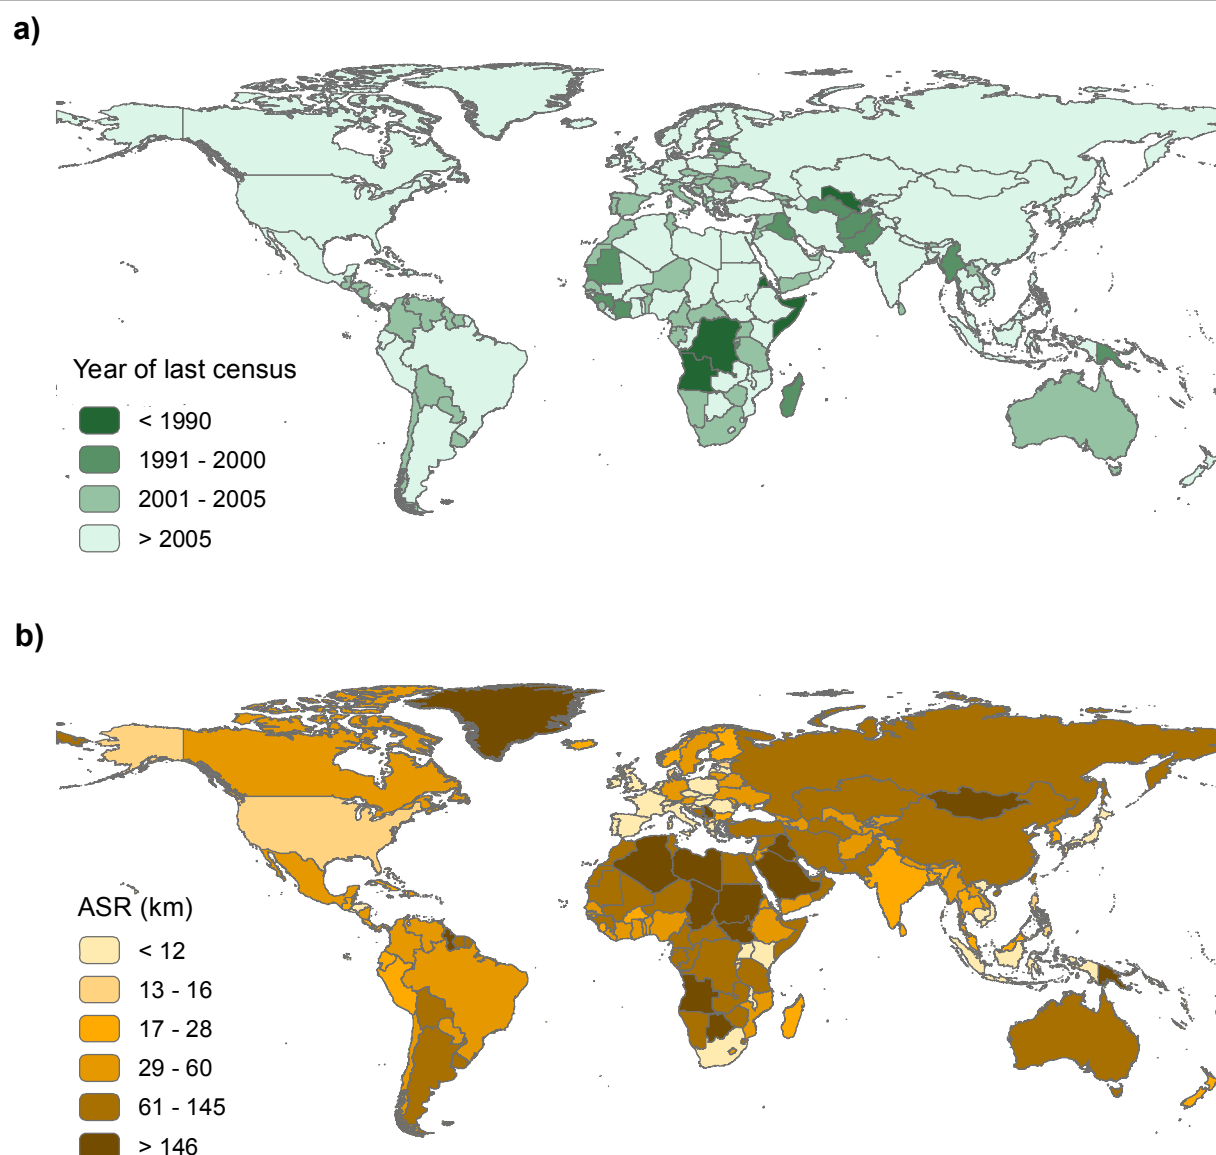 a)
Year of last census
< 1990
1991 - 2000
2001 - 2005
> 2005
b)
ASR (km)
< 12
13 - 16
17 - 28
29 - 60
61 - 145
> 146